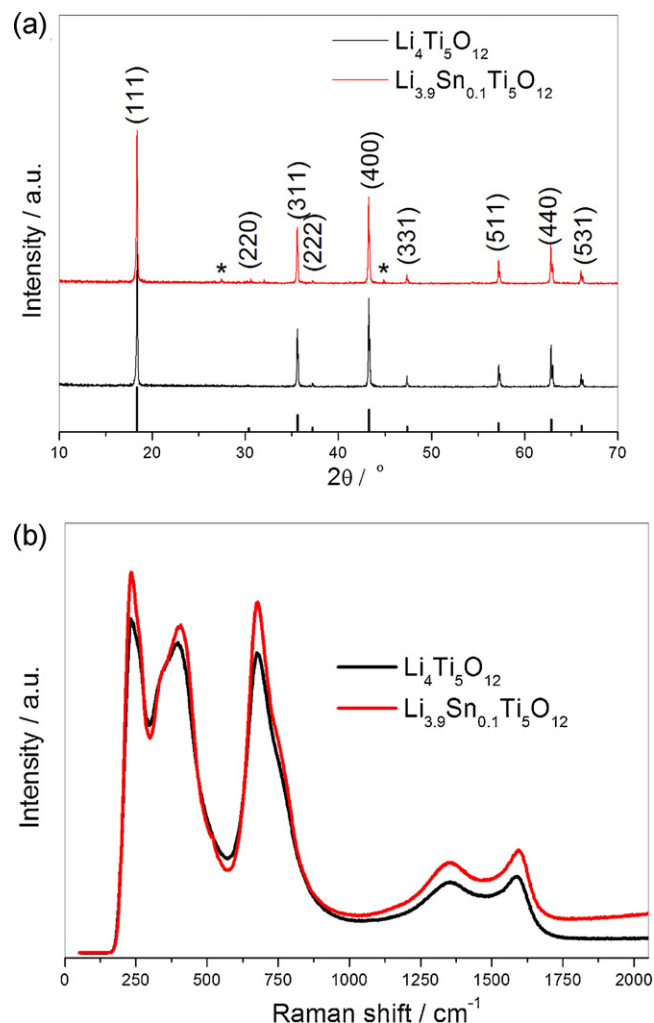 (a)
Li₄Ti₅O₁₂
Li₃.₉Sn₀.₁Ti₅O₁₂
(111)
(220)
(311)
(222)
(400)
(331)
(511)
(440)
(531)
* *
Intensity / a.u.
10 20 30 40 50 60 70
2θ / °
(b)
Li₄Ti₅O₁₂
Li₃.₉Sn₀.₁Ti₅O₁₂
Intensity / a.u.
0 250 500 750 1000 1250 1500 1750 2000
Raman shift / cm⁻¹